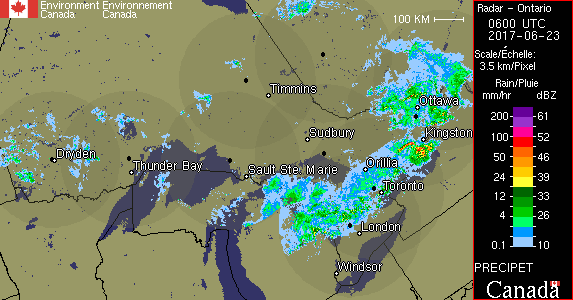 Environment Environnement
Canada Canada
100 KM
Radar - Ontario
0600 UTC
2017-06-23
Scale/Échelle:
3.5 km/Pixel
Rain/Pluie
mm/hr dBZ
200 61
100 52
50 46
24 39
12 33
4 26
0.1 10
PRECIPET
Canada
Timmins
Ottawa
Sudbury
Kingston
Dryden
Thunder Bay
Sault Ste. Marie
Orillia
Toronto
London
Windsor